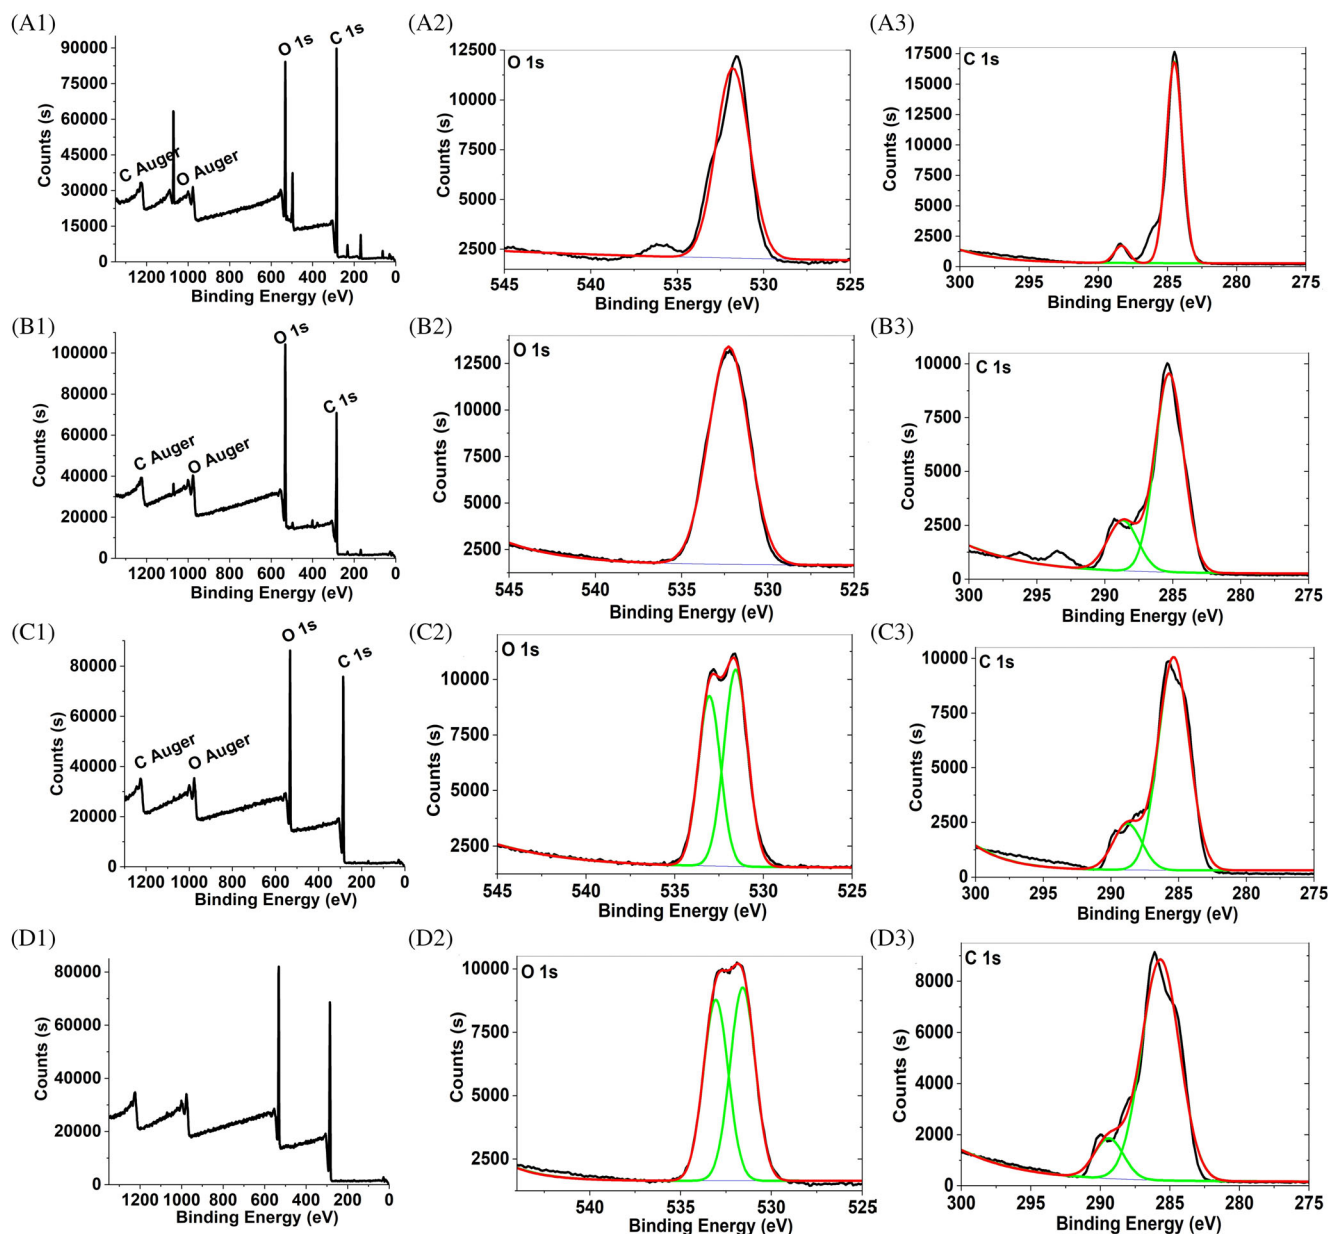 (A1)
C 1s
O 1s
90000
75000
60000
45000
30000
15000
0
C Auger
O Auger
Counts (s)
1200 1000 800 600 400 200 0
Binding Energy (eV)
(A2)
O 1s
12500
10000
7500
5000
2500
Counts (s)
545 540 535 530 525
Binding Energy (eV)
(A3)
C 1s
17500
15000
12500
10000
7500
5000
2500
0
Counts (s)
300 295 290 285 280 275
Binding Energy (eV)
(B1)
O 1s
C 1s
100000
80000
60000
40000
20000
0
C Auger
O Auger
Counts (s)
1200 1000 800 600 400 200 0
Binding Energy (eV)
(B2)
O 1s
12500
10000
7500
5000
2500
Counts (s)
545 540 535 530 525
Binding Energy (eV)
(B3)
C 1s
10000
7500
5000
2500
0
Counts (s)
300 295 290 285 280 275
Binding Energy (eV)
(C1)
O 1s
C 1s
80000
60000
40000
20000
0
C Auger
O Auger
Counts (s)
1200 1000 800 600 400 200 0
Binding Energy (eV)
(C2)
O 1s
10000
7500
5000
2500
Counts (s)
545 540 535 530 525
Binding Energy (eV)
(C3)
C 1s
10000
7500
5000
2500
0
Counts (s)
300 295 290 285 280 275
Binding Energy (eV)
(D1)
80000
60000
40000
20000
0
Counts (s)
1200 1000 800 600 400 200 0
Binding Energy (eV)
(D2)
O 1s
10000
7500
5000
2500
Counts (s)
540 535 530 525
Binding Energy (eV)
(D3)
C 1s
8000
6000
4000
2000
0
Counts (s)
300 295 290 285 280 275
Binding Energy (eV)